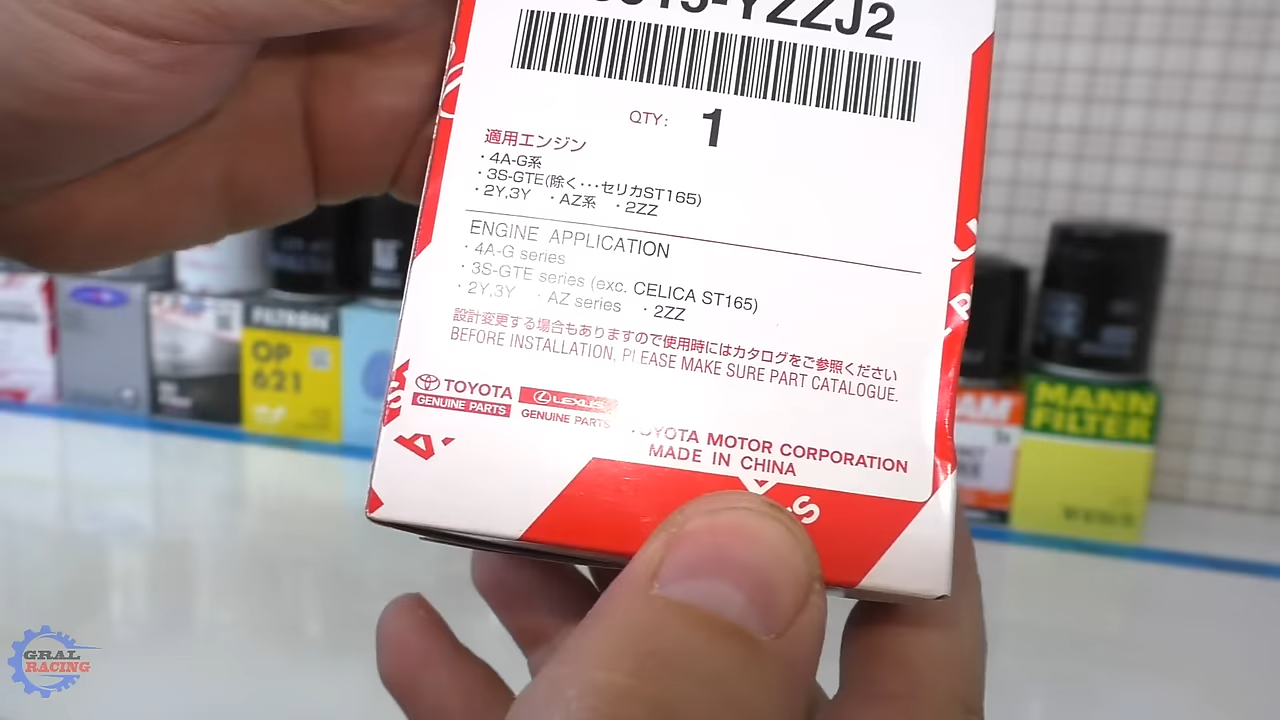 -YZZJ2
QTY: 1
適用エンジン
・4A-G系
・3S-GTE(除く･･･セリカST165)
・2Y,3Y ・AZ系 ・2ZZ
ENGINE APPLICATION
・4A-G series
・3S-GTE series (exc. CELICA ST165)
・2Y,3Y ・AZ series ・2ZZ
設計変更する場合もありますので使用時にはカタログをご参照ください
BEFORE INSTALLATION, PLEASE MAKE SURE PART CATALOGUE.
TOYOTA
GENUINE PARTS
LEXUS
GENUINE PARTS
TOYOTA MOTOR CORPORATION
MADE IN CHINA
FILTRON
OP
621
MANN
FILTER
GRAL
RACING